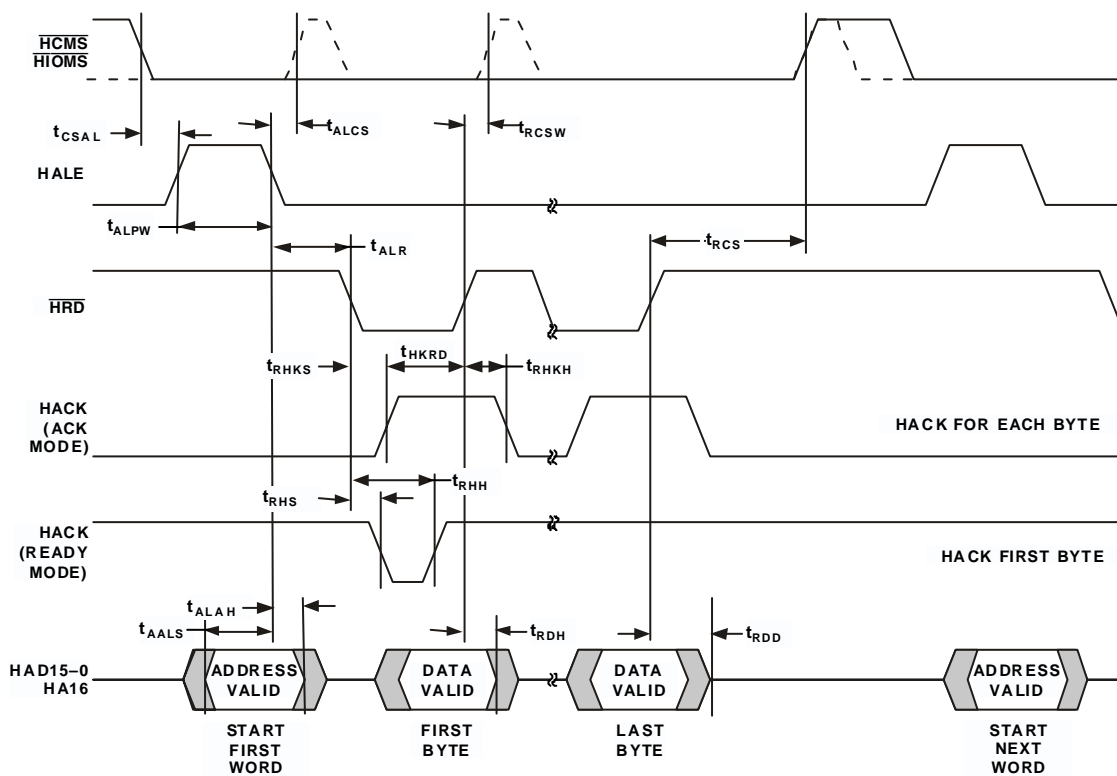 HCMS
HIOMS
tCSAL
tALCS
tRCSW
HALE
tALPW
tALR
tRCS
HRD
tRHKS
tHKRD
tRHKH
HACK
(ACK
MODE)
HACK FOR EACH BYTE
tRHS
tRHH
HACK
(READY
MODE)
HACK FIRST BYTE
tALAH
tAALS
tRDH
tRDD
HAD15–0
HA16
ADDRESS
VALID
DATA
VALID
DATA
VALID
ADDRESS
VALID
START
FIRST
WORD
FIRST
BYTE
LAST
BYTE
START
NEXT
WORD